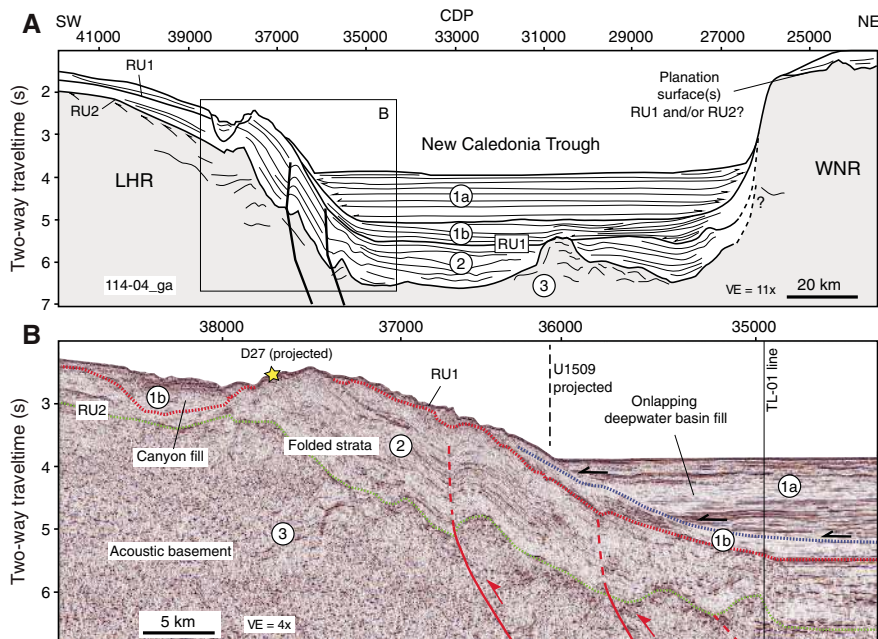 A
SW
CDP
NE
41000 39000 37000 35000 33000 31000 29000 27000 25000
Two-way traveltime (s)
2
3
4
5
6
7
RU1
RU2
B
Planation
surface(s)
RU1 and/or RU2?
New Caledonia Trough
LHR
WNR
1a
1b
RU1
2
3
?
114-04_ga
VE = 11x
20 km
B
38000 37000 36000 35000
D27 (projected)
U1509
projected
TL-01 line
Two-way traveltime (s)
3
4
5
6
RU1
1b
RU2
Canyon fill
Folded strata
2
Onlapping
deepwater basin fill
1a
1b
3
Acoustic basement
5 km
VE = 4x